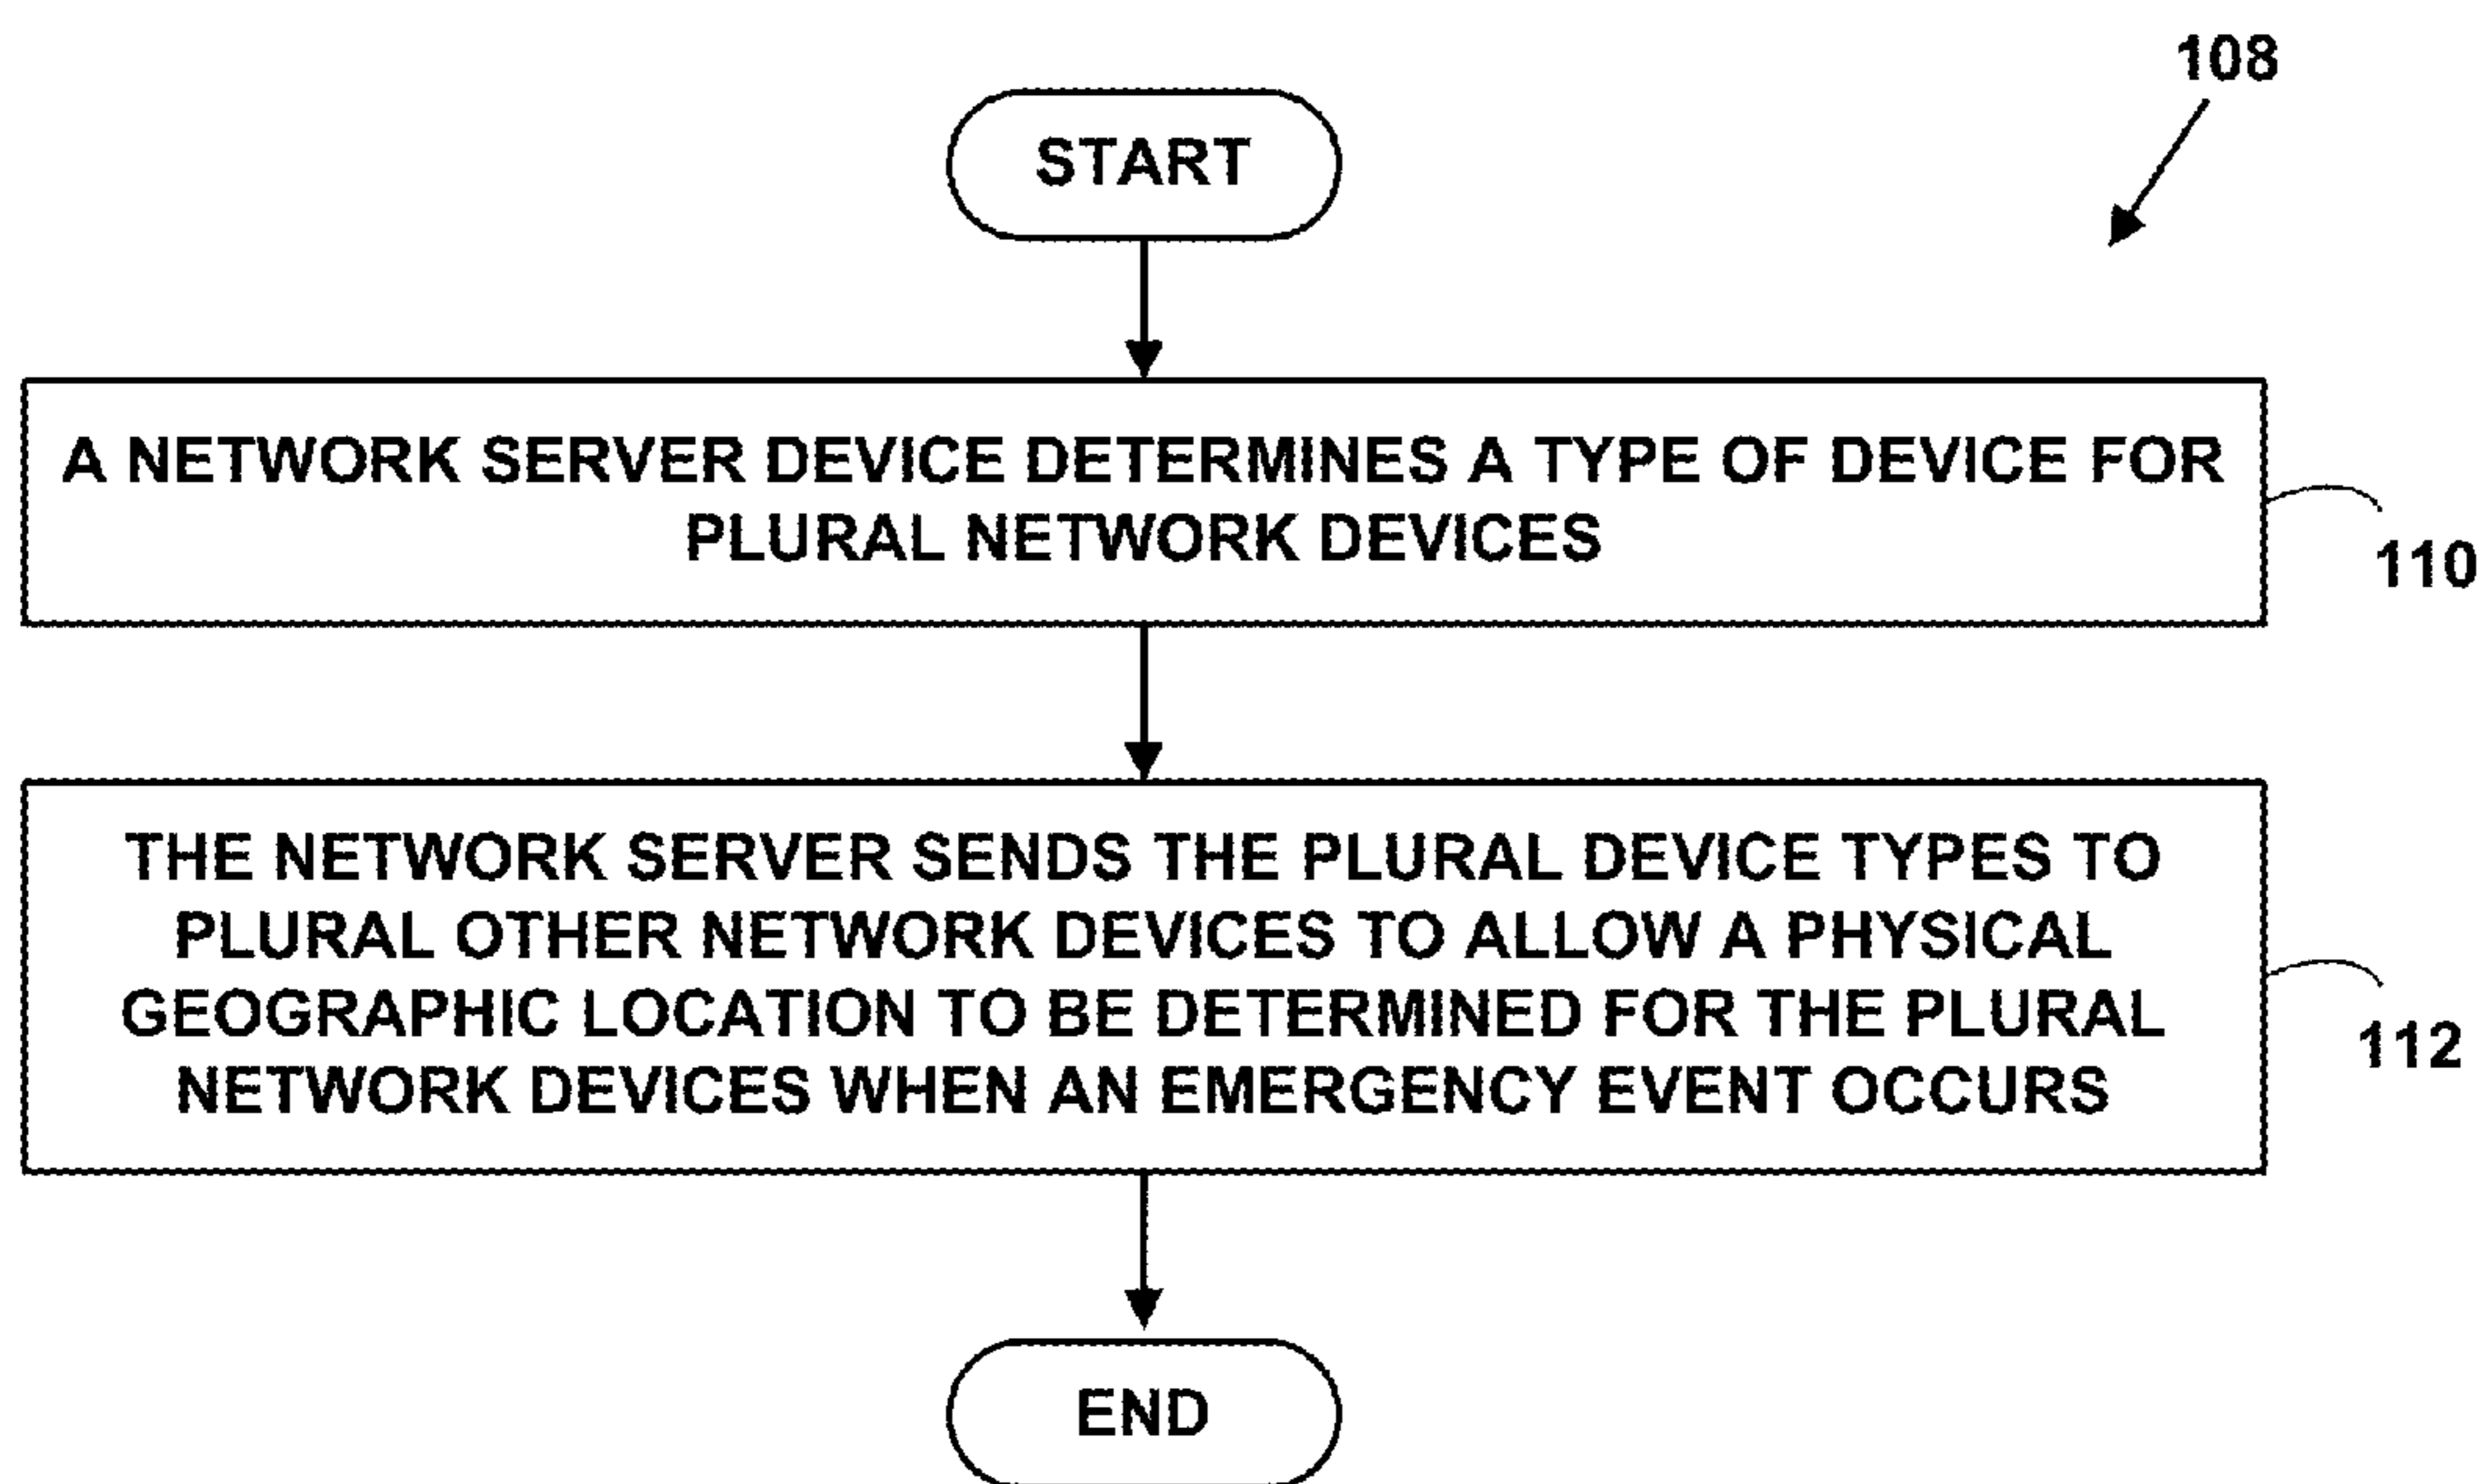 108
START
A NETWORK SERVER DEVICE DETERMINES A TYPE OF DEVICE FOR
PLURAL NETWORK DEVICES
110
THE NETWORK SERVER SENDS THE PLURAL DEVICE TYPES TO
PLURAL OTHER NETWORK DEVICES TO ALLOW A PHYSICAL
GEOGRAPHIC LOCATION TO BE DETERMINED FOR THE PLURAL
NETWORK DEVICES WHEN AN EMERGENCY EVENT OCCURS
112
END